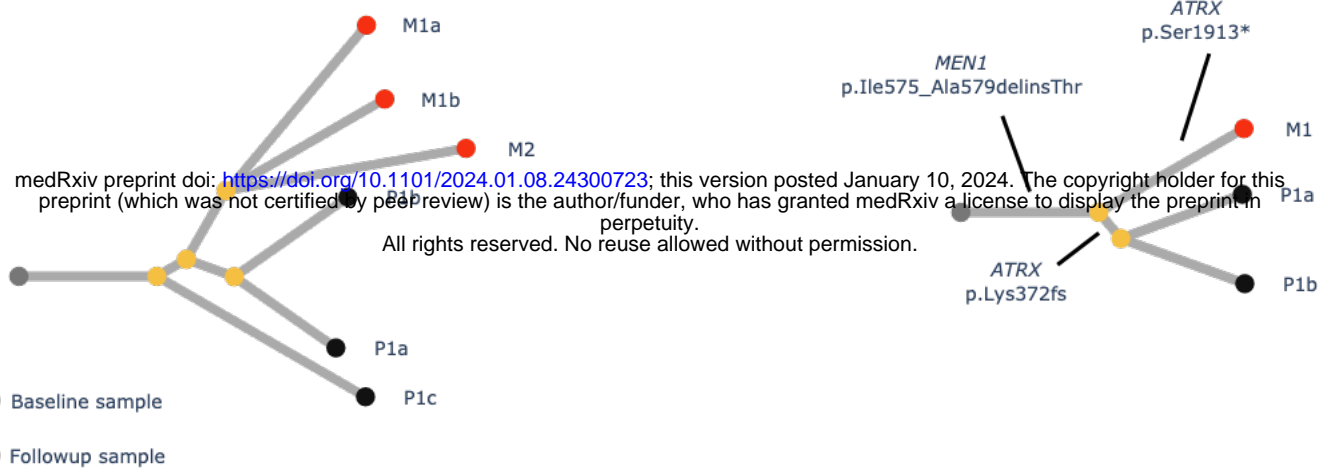 M1a
M1b
M2
P1b
P1a
P1c
Baseline sample
Followup sample
ATRX
p.Ser1913*
MEN1
p.Ile575_Ala579delinsThr
M1
P1a
ATRX
p.Lys372fs
P1b
medRxiv preprint doi: https://doi.org/10.1101/2024.01.08.24300723; this version posted January 10, 2024. The copyright holder for this
preprint (which was not certified by peer review) is the author/funder, who has granted medRxiv a license to display the preprint in
perpetuity.
All rights reserved. No reuse allowed without permission.